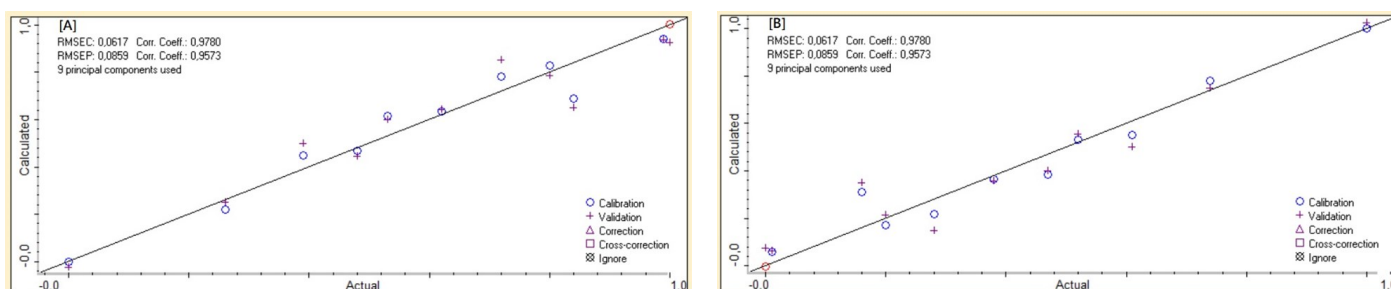 [A]
1,0
RMSEC: 0,0617 Corr. Coeff.: 0,9780
RMSEP: 0,0859 Corr. Coeff.: 0,9573
9 principal components used
Calculated
Calibration
Validation
Correction
Cross-correction
Ignore
-0,0
-0.0
Actual
1.0
[B]
1,0
RMSEC: 0,0617 Corr. Coeff.: 0,9780
RMSEP: 0,0859 Corr. Coeff.: 0,9573
9 principal components used
Calculated
Calibration
Validation
Correction
Cross-correction
Ignore
-0,0
-0.0
Actual
1.0